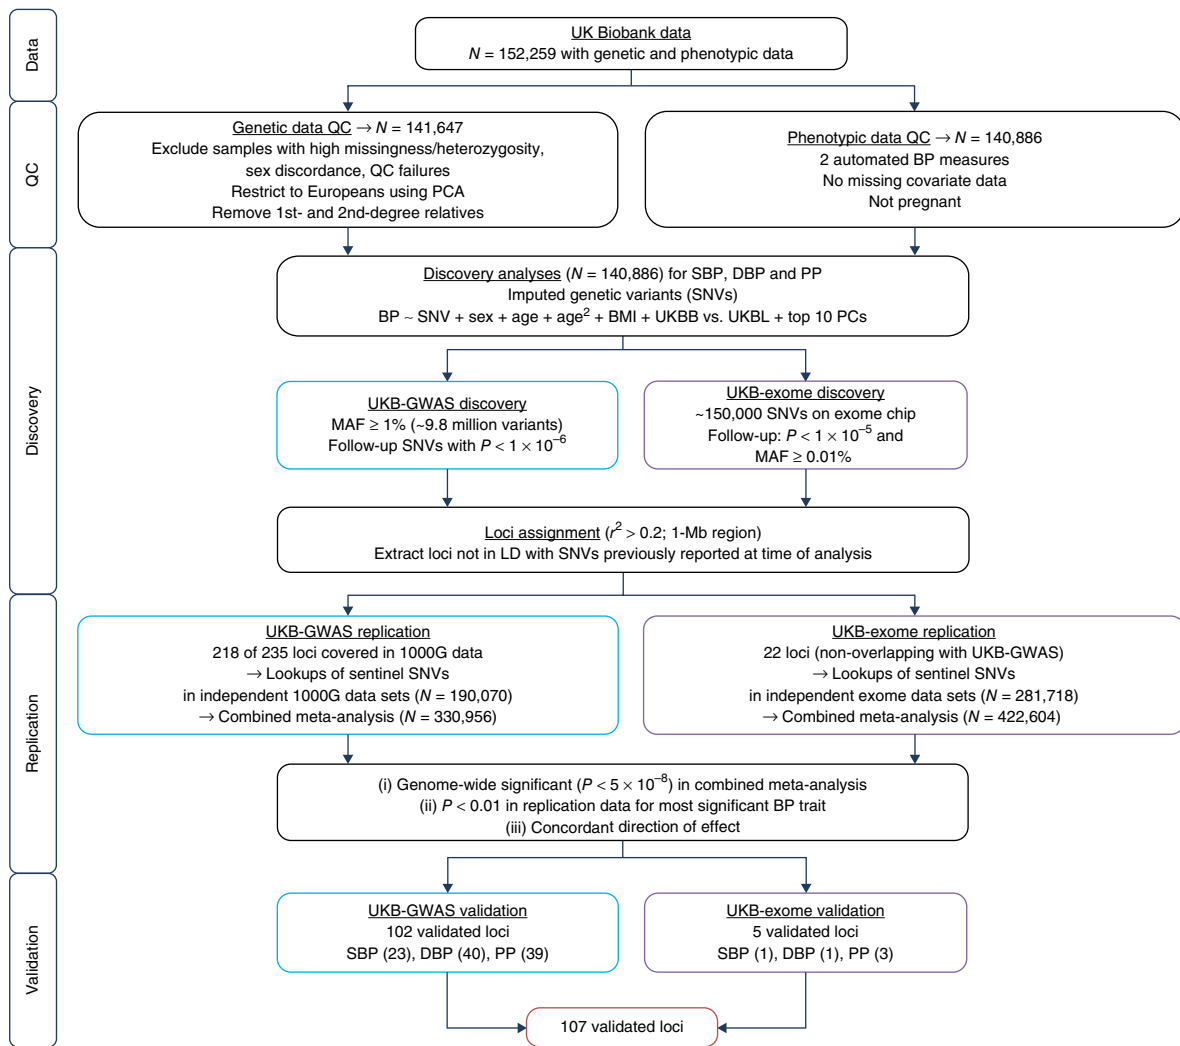 Data
UK Biobank data
N = 152,259 with genetic and phenotypic data
QC
Genetic data QC → N = 141,647
Exclude samples with high missingness/heterozygosity,
sex discordance, QC failures
Restrict to Europeans using PCA
Remove 1st- and 2nd-degree relatives
Phenotypic data QC → N = 140,886
2 automated BP measures
No missing covariate data
Not pregnant
Discovery
Discovery analyses (N = 140,886) for SBP, DBP and PP
Imputed genetic variants (SNVs)
BP ~ SNV + sex + age + age² + BMI + UKBB vs. UKBL + top 10 PCs
UKB-GWAS discovery
MAF ≥ 1% (~9.8 million variants)
Follow-up SNVs with P < 1 × 10⁻⁶
UKB-exome discovery
~150,000 SNVs on exome chip
Follow-up: P < 1 × 10⁻⁵ and
MAF ≥ 0.01%
Loci assignment (r² > 0.2; 1-Mb region)
Extract loci not in LD with SNVs previously reported at time of analysis
Replication
UKB-GWAS replication
218 of 235 loci covered in 1000G data
→ Lookups of sentinel SNVs
in independent 1000G data sets (N = 190,070)
→ Combined meta-analysis (N = 330,956)
UKB-exome replication
22 loci (non-overlapping with UKB-GWAS)
→ Lookups of sentinel SNVs
in independent exome data sets (N = 281,718)
→ Combined meta-analysis (N = 422,604)
(i) Genome-wide significant (P < 5 × 10⁻⁸) in combined meta-analysis
(ii) P < 0.01 in replication data for most significant BP trait
(iii) Concordant direction of effect
Validation
UKB-GWAS validation
102 validated loci
SBP (23), DBP (40), PP (39)
UKB-exome validation
5 validated loci
SBP (1), DBP (1), PP (3)
107 validated loci